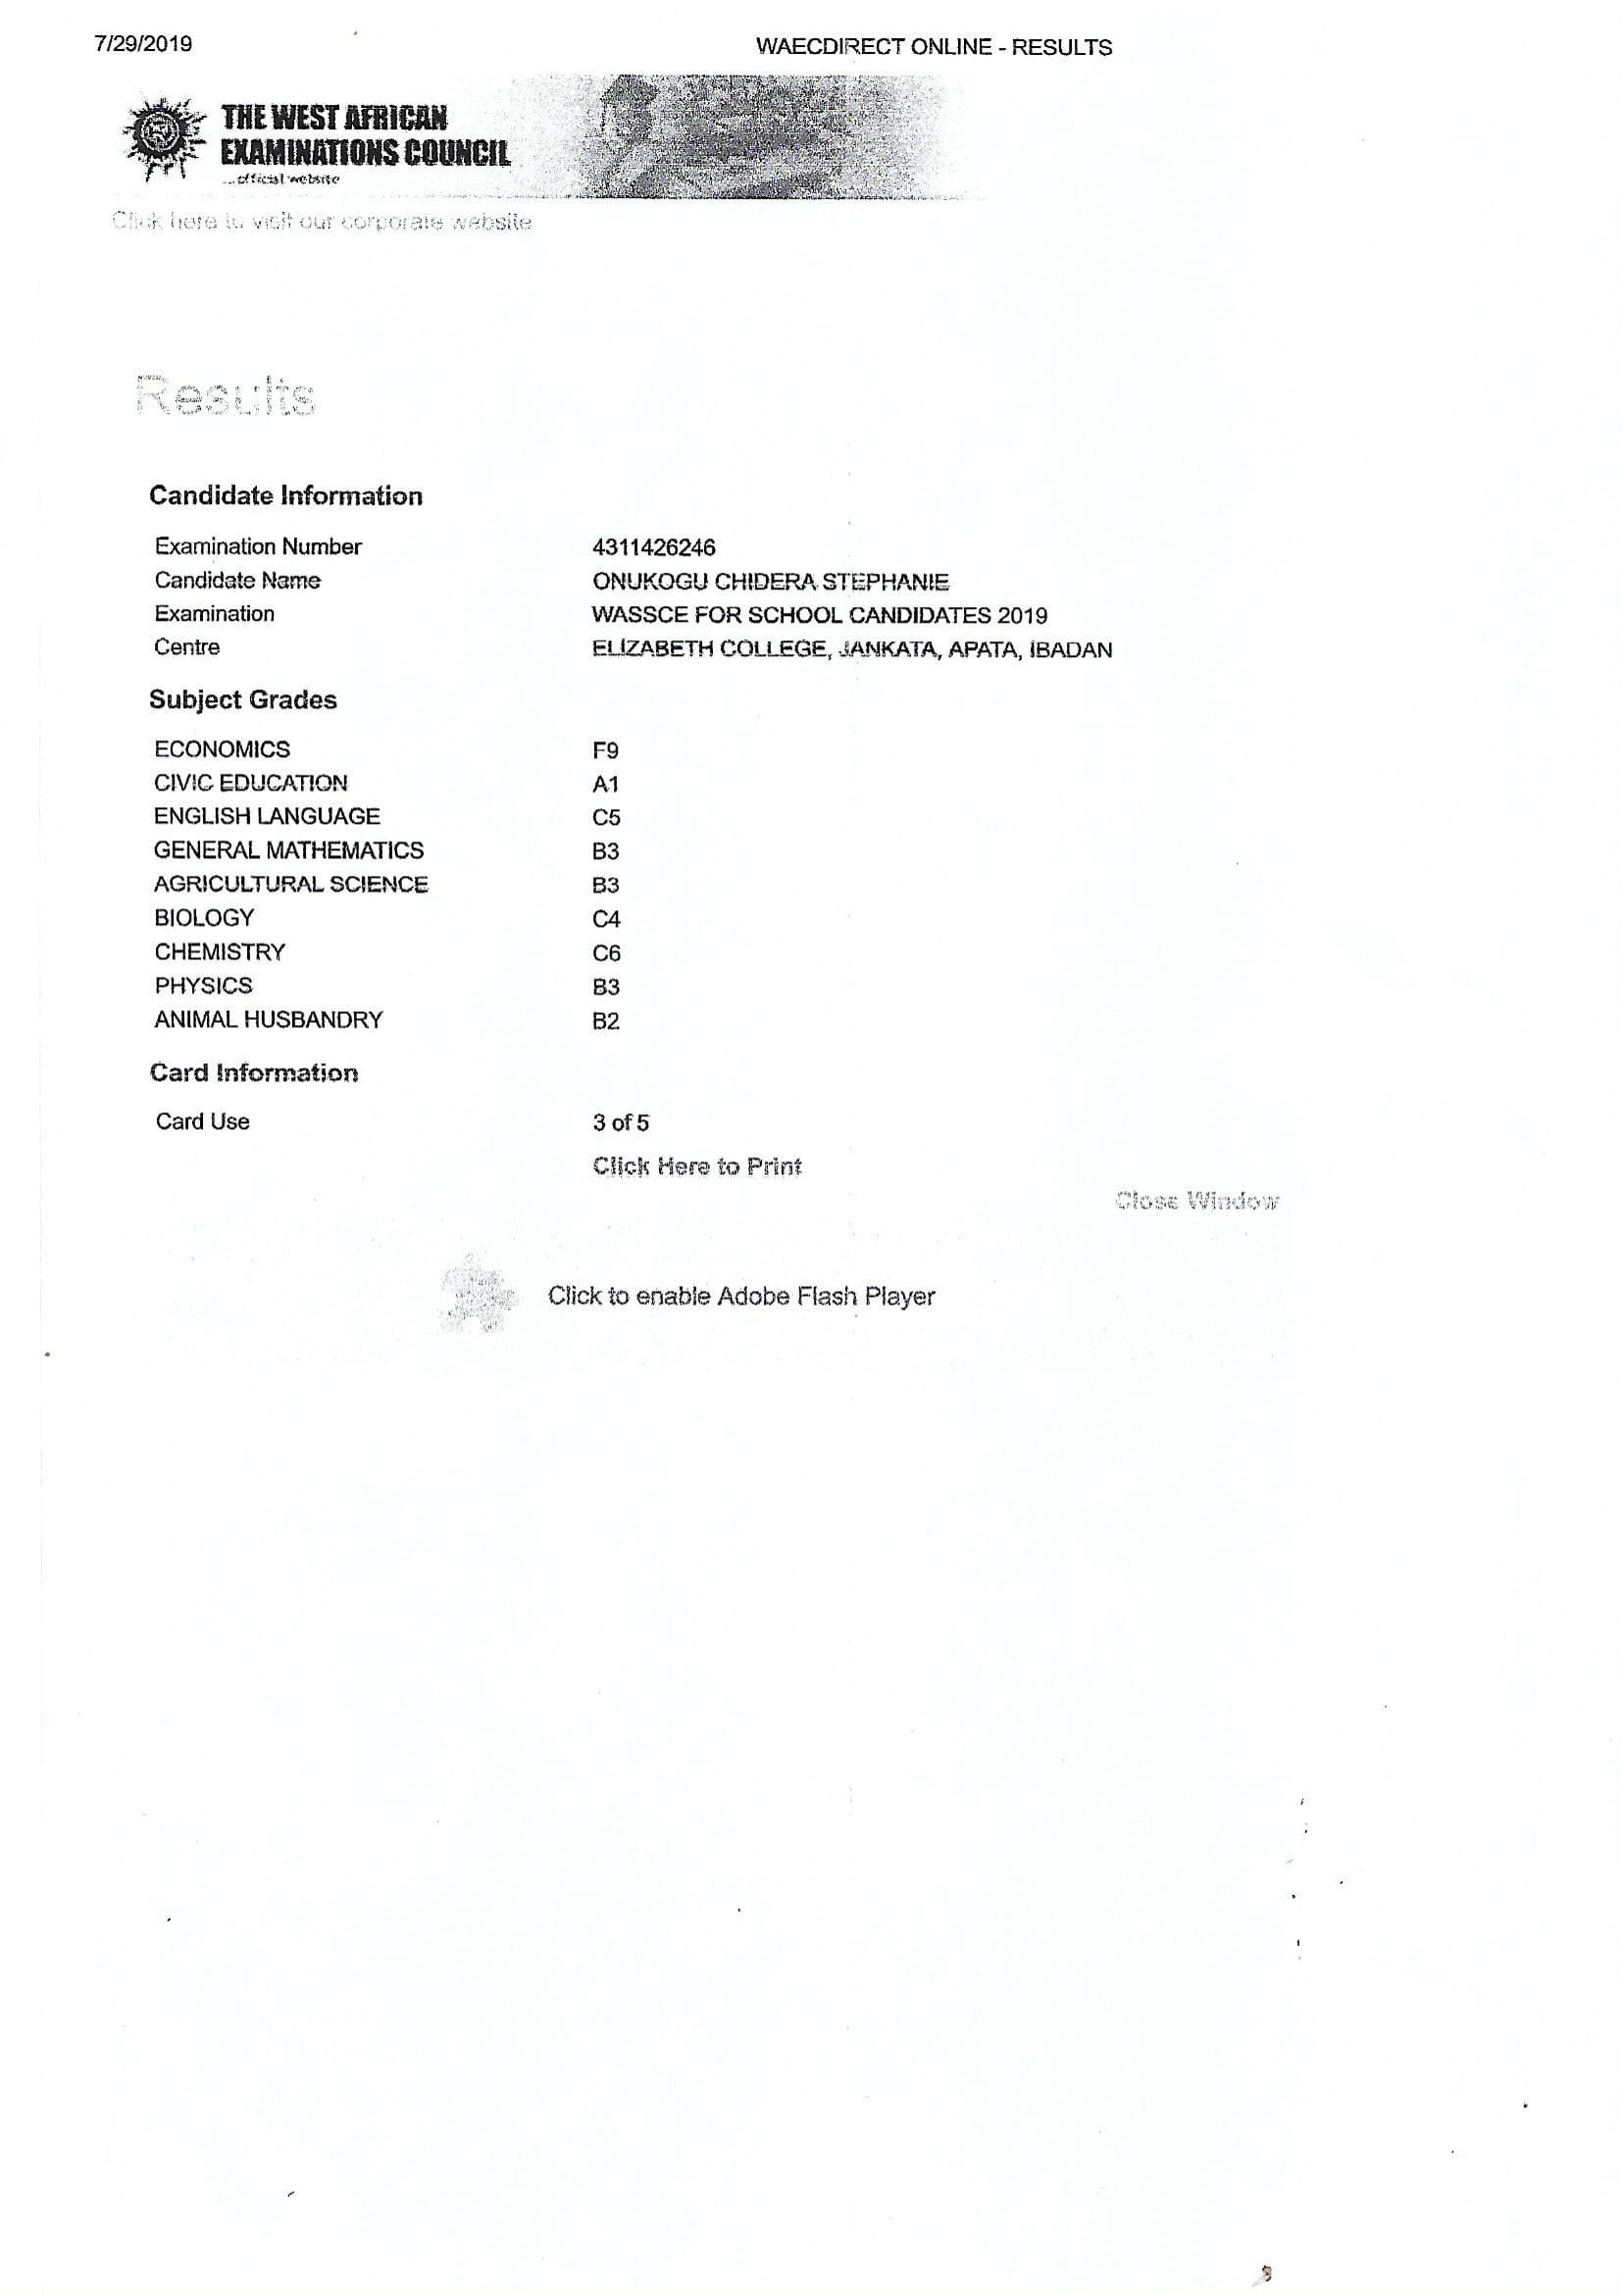 7/29/2019 WAECDIRECT ONLINE - RESULTS
THE WEST AFRICAN
EXAMINATIONS COUNCIL
...official website
Click here to visit our corporate website
Results
Candidate Information
Examination Number 4311426246
Candidate Name ONUKOGU CHIDERA STEPHANIE
Examination WASSCE FOR SCHOOL CANDIDATES 2019
Centre ELIZABETH COLLEGE, JANKATA, APATA, IBADAN
Subject Grades
ECONOMICS F9
CIVIC EDUCATION A1
ENGLISH LANGUAGE C5
GENERAL MATHEMATICS B3
AGRICULTURAL SCIENCE B3
BIOLOGY C4
CHEMISTRY C6
PHYSICS B3
ANIMAL HUSBANDRY B2
Card Information
Card Use 3 of 5
Click Here to Print
Close Window
Click to enable Adobe Flash Player